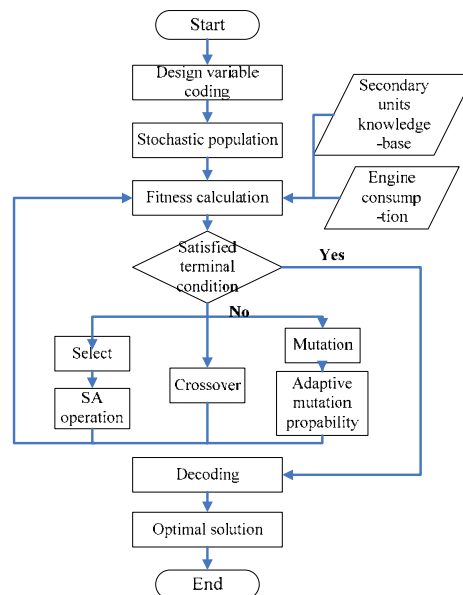 Start
Design variable
coding
Secondary
units
knowledge
-base
Stochastic population
Fitness calculation
Engine
consump
-tion
Satisfied
terminal
condition
Yes
No
Select
Mutation
SA
operation
Crossover
Adaptive
mutation
propability
Decoding
Optimal solution
End